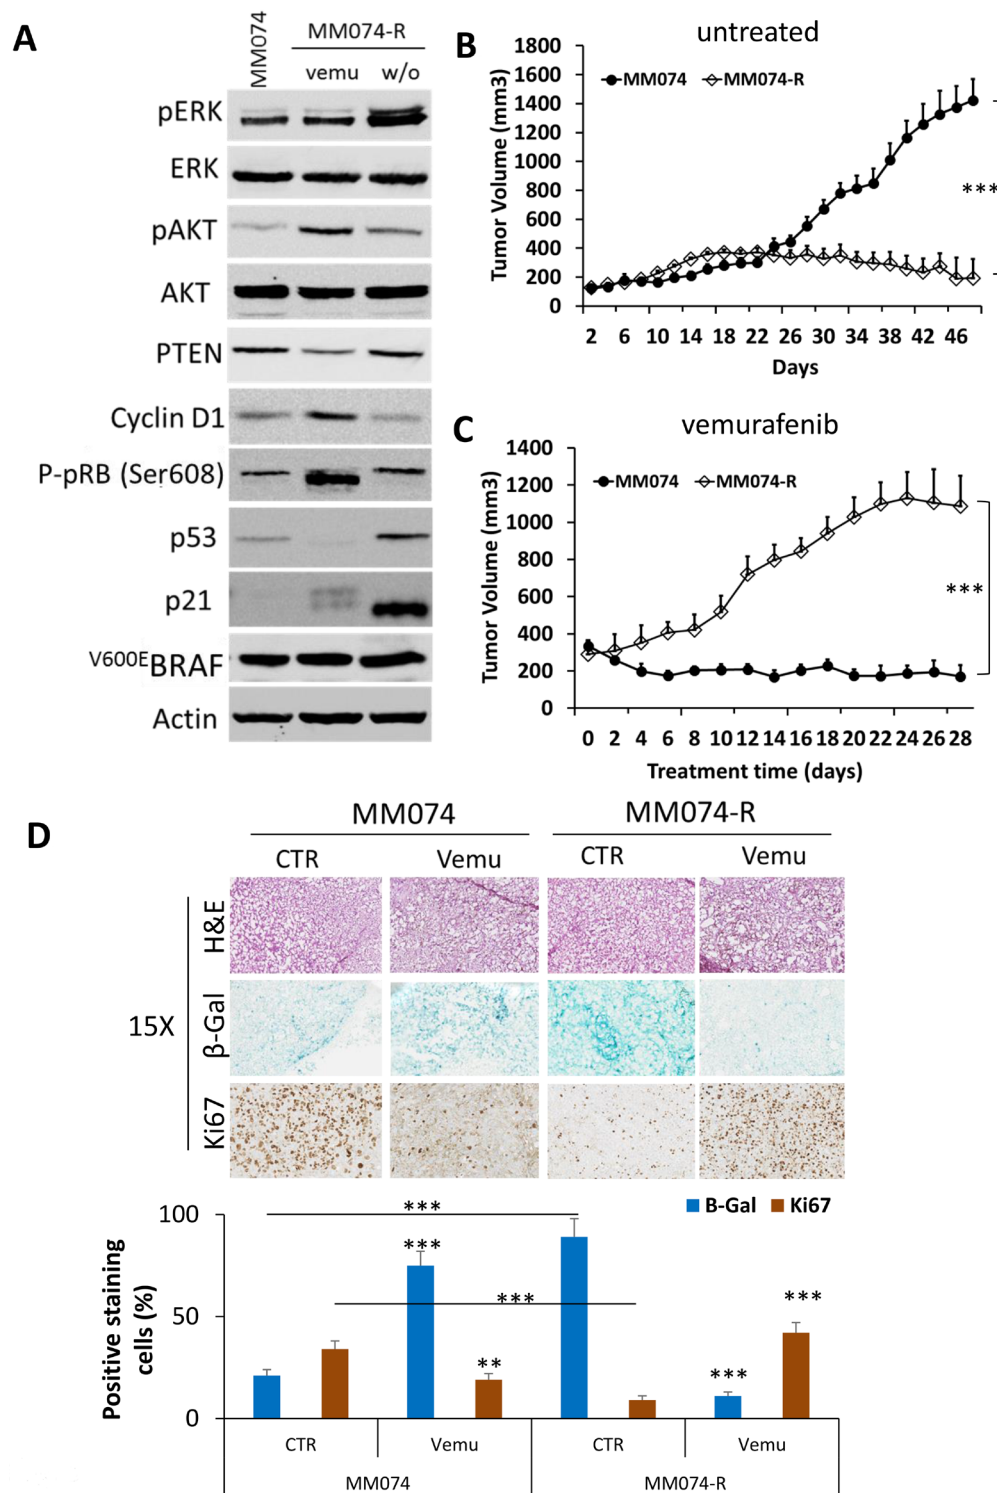 A
MM074
MM074-R
vemu
w/o
pERK
ERK
pAKT
AKT
PTEN
Cyclin D1
P-pRB (Ser608)
p53
p21
V600EBRAF
Actin
B
untreated
MM074
MM074-R
Tumor Volume (mm3)
1800
1600
1400
1200
1000
800
600
400
200
0
***
2 6 10 14 18 22 26 30 34 38 42 46
Days
C
vemurafenib
MM074
MM074-R
Tumor Volume (mm3)
1400
1200
1000
800
600
400
200
0
***
0 2 4 6 8 10 12 14 16 18 20 22 24 26 28
Treatment time (days)
D
MM074
MM074-R
CTR
Vemu
CTR
Vemu
15X
H&E
β-Gal
Ki67
B-Gal
Ki67
Positive staining
cells (%)
100
50
0
***
***
***
**
***
***
CTR
Vemu
CTR
Vemu
MM074
MM074-R